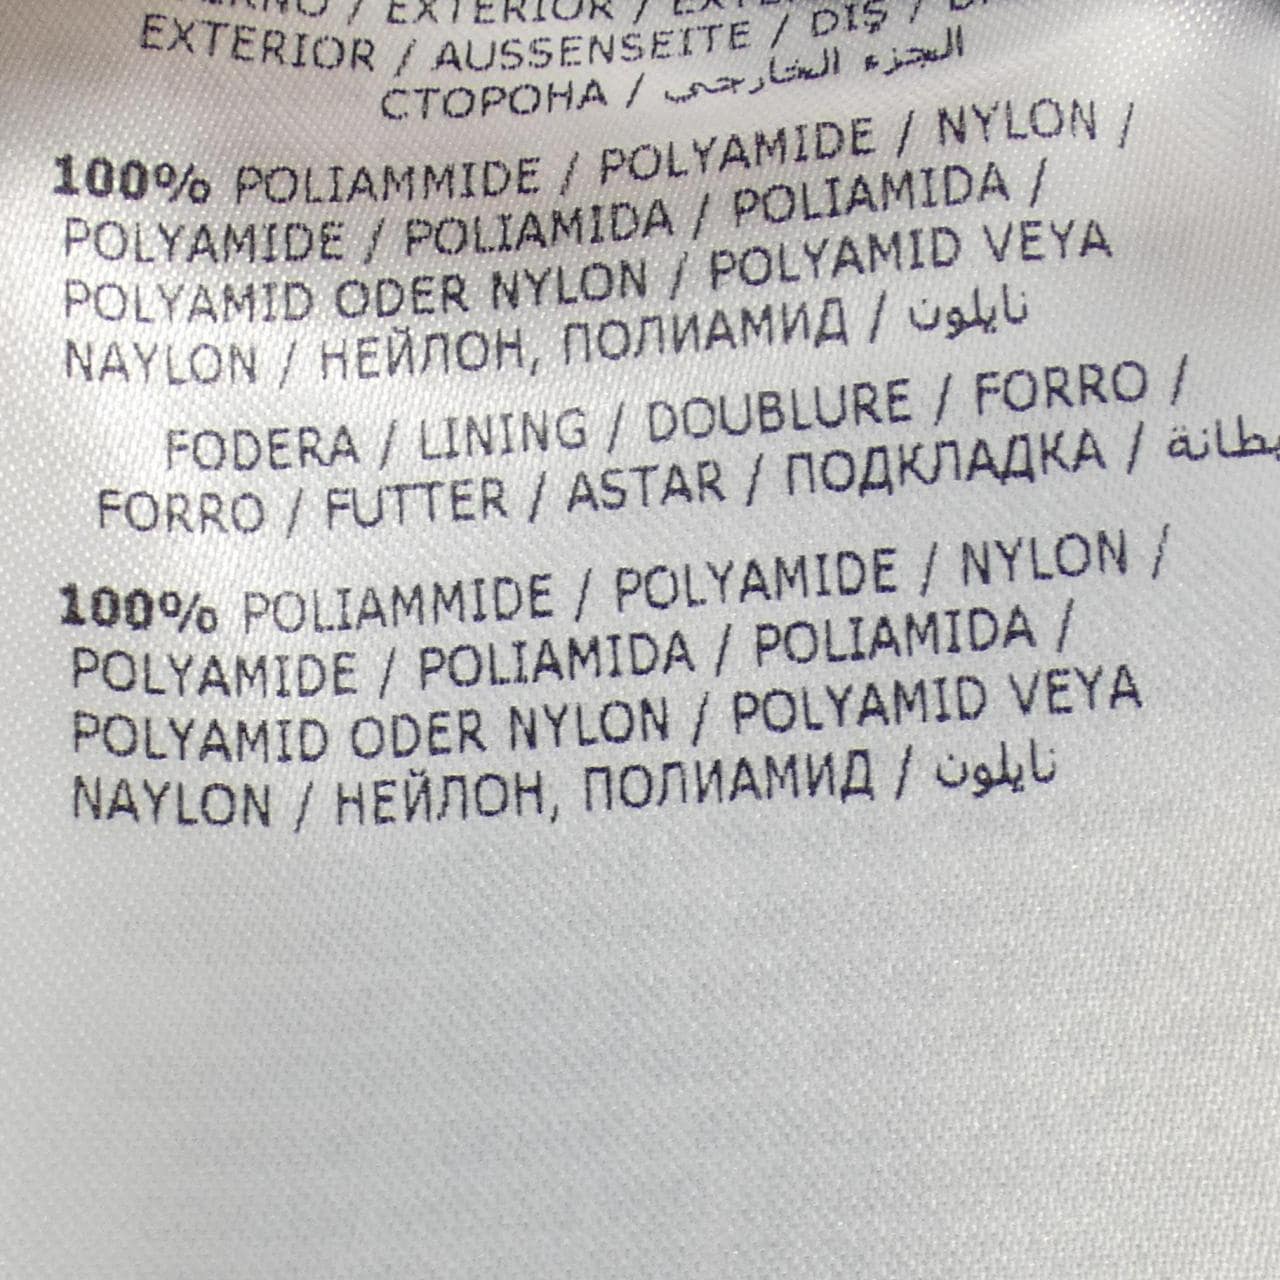 / EXTERIOR /
EXTERIOR / AUSSENSEITE / DIŞ /
СТОРОНА / الجزء الخارجي
100% POLIAMMIDE / POLYAMIDE / NYLON /
POLYAMIDE / POLIAMIDA / POLIAMIDA /
POLYAMID ODER NYLON / POLYAMID VEYA
NAYLON / НЕЙЛОН, ПОЛИАМИД / نايلون
FODERA / LINING / DOUBLURE / FORRO /
FORRO / FUTTER / ASTAR / ПОДКЛАДКА / بطانة
100% POLIAMMIDE / POLYAMIDE / NYLON /
POLYAMIDE / POLIAMIDA / POLIAMIDA /
POLYAMID ODER NYLON / POLYAMID VEYA
NAYLON / НЕЙЛОН, ПОЛИАМИД / نايلون